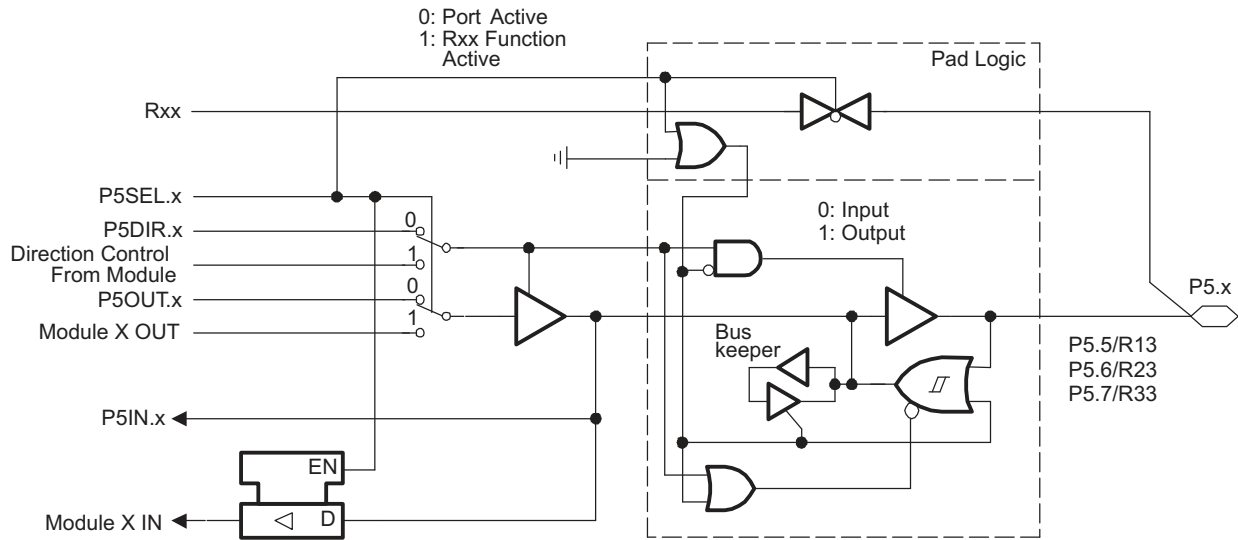 0: Port Active
1: Rxx Function
Active
Pad Logic
Rxx
P5SEL.x
0
P5DIR.x
0: Input
1: Output
Direction Control
From Module
1
P5OUT.x
0
P5.x
Module X OUT
1
Bus
keeper
P5.5/R13
P5.6/R23
P5.7/R33
P5IN.x
EN
D
Module X IN